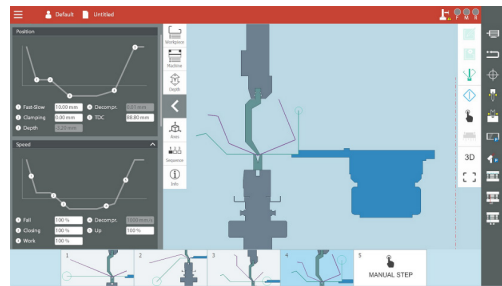 Default Untitled
F M R
Position
Fast-Slow 10.00 mm Decompr.
Clamping 0.00 mm TDC 88.80 mm
Depth
Speed
Fall 100 % Decompr.
Closing 100 % Up 100 %
Work 100 %
Workpiece
Machine
Depth
Axes
Sequence
Info
3D
1 2 3 4 5
MANUAL STEP